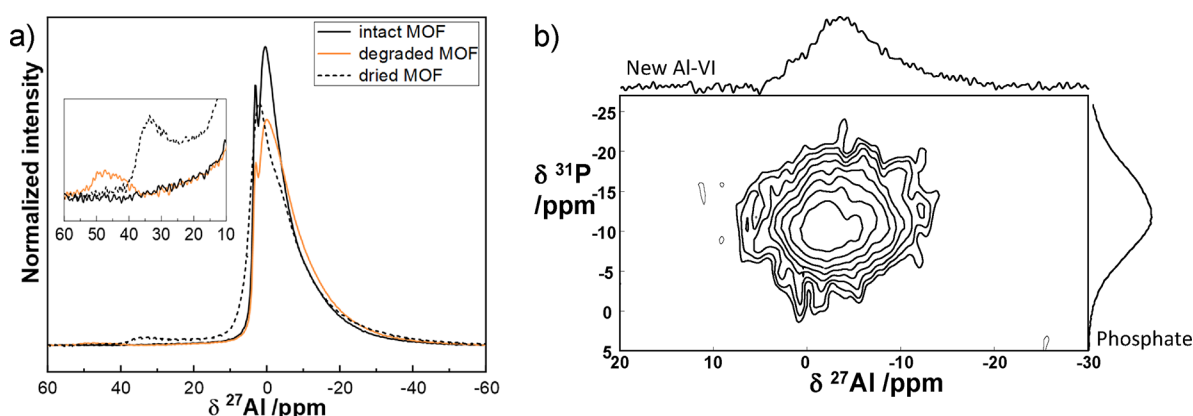 a)
Normalized intensity
intact MOF
degraded MOF
dried MOF
60 50 40 30 20 10
60 40 20 0 -20 -40 -60
δ ²⁷Al /ppm
b)
New Al-VI
δ ³¹P
/ppm
-25
-20
-15
-10
-5
0
5
20 10 0 -10 -20 -30
δ ²⁷Al /ppm
Phosphate